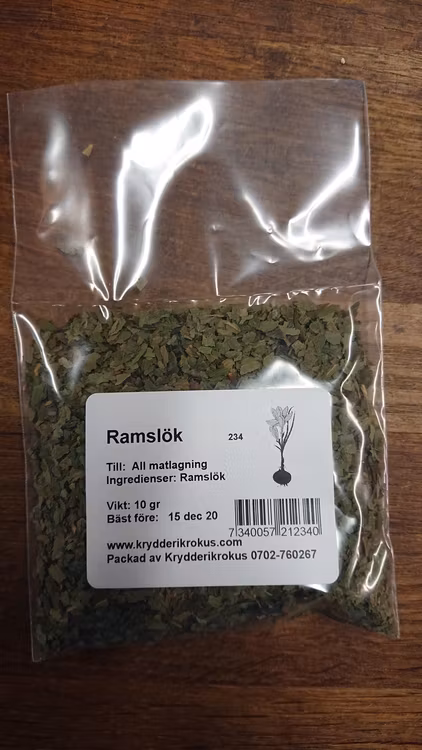 Ramslök 234
Till: All matlagning
Ingredienser: Ramslök
Vikt: 10 gr
Bäst före: 15 dec 20
7 340057 212340
www.krydderikrokus.com
Packad av Krydderikrokus 0702-760267